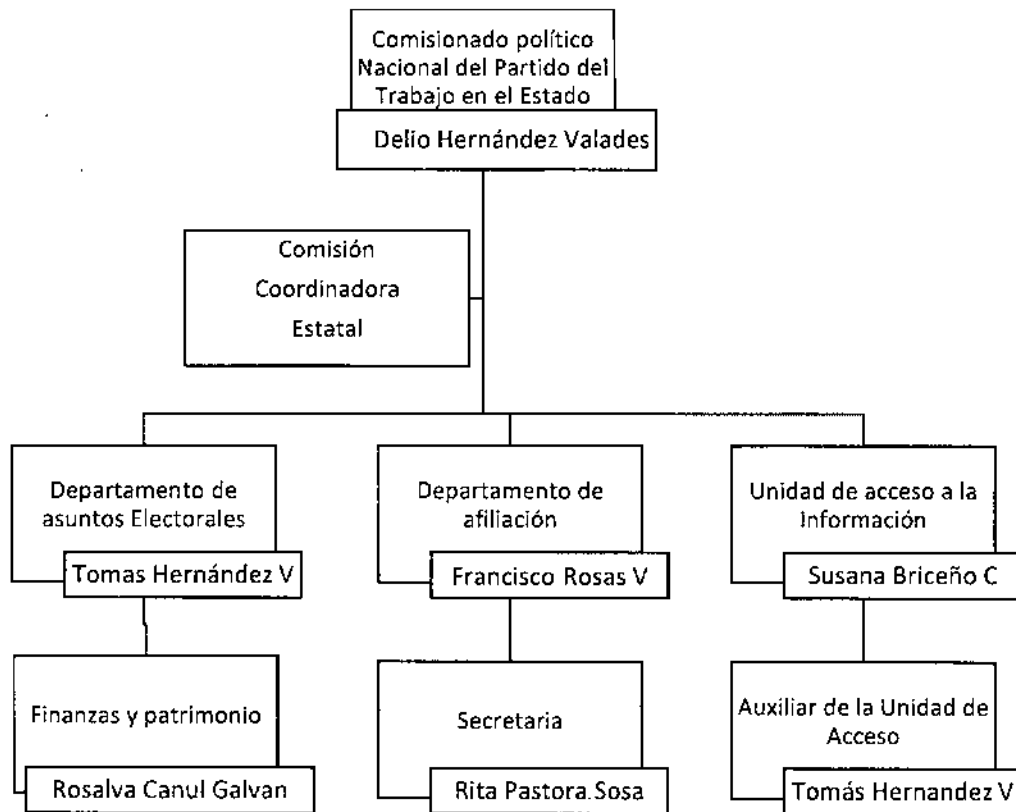 Comisionado político
Nacional del Partido del
Trabajo en el Estado
Delio Hernández Valades
Comisión
Coordinadora
Estatal
Departamento de
asuntos Electorales
Tomas Hernández V
Departamento de
afiliación
Francisco Rosas V
Unidad de acceso a la
Información
Susana Briceño C
Finanzas y patrimonio
Rosalva Canul Galvan
Secretaria
Rita Pastora Sosa
Auxiliar de la Unidad de
Acceso
Tomás Hernandez V